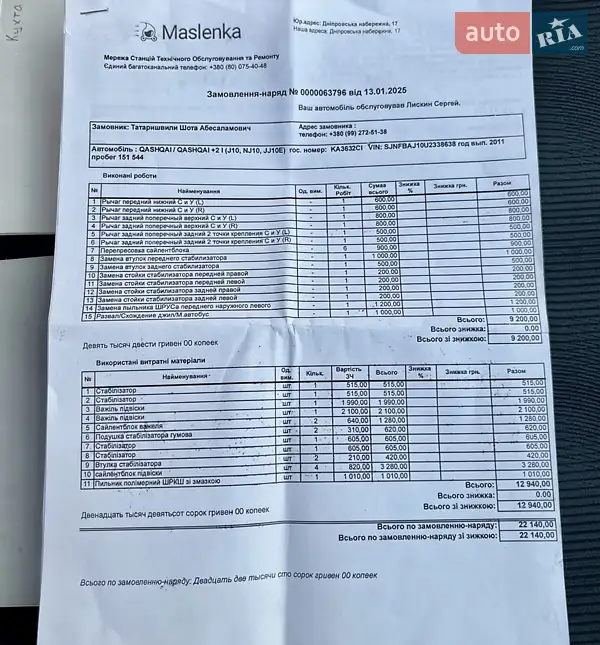 Кухта
Maslenka
Юр.адрес: Дніпровська набережна, 17
Наша адреса: Дніпровська набережна, 17
auto RIA.com
Мережа Станцій Технічного Обслуговування та Ремонту
Єдиний багатоканальний телефон: +380 (80) 075-40-48
Замовлення-наряд № 0000063796 від 13.01.2025
Ваш автомобіль обслуговував Лискин Сергей.
Замовник: Татаришвили Шота Абесаламович
Адрес замовника :
телефон: +380 (99) 272-51-38
Автомобіль : QASHQAI / QASHQAI +2 I (J10, NJ10, JJ10E) гос. номер: KA3632CI VIN: SJNFBAJ10U2338638 год вып. 2011
пробег 151 544
Виконані роботи
№ Найменування Од. вим. Кільк. Робіт Сумаа всього Знижка % Знижка грн. Разом
1 Рычаг передний нижний С и У (L) - 1 600,00 600,00
2 Рычаг передний нижний С и У (R) - 1 600,00 600,00
3 Рычаг задний поперечный верхний С и У (L) - 1 800,00 800,00
4 Рычаг задний поперечный верхний С и У (R) - 1 800,00 800,00
5 Рычаг задний поперечный задний 2 точки крепления С и У (L) - 1 500,00 500,00
6 Рычаг задний поперечный задний 2 точки крепления С и У (R) - 1 500,00 500,00
7 Перепресовка сайлентблока - 6 900,00 900,00
8 Замена втулок переднего стабилизатора - 1 1 000,00 1 000,00
9 Замена втулок заднего стабилизатора - 1 500,00 500,00
10 Замена стойки стабилизатора передней правой - 1 200,00 200,00
11 Замена стойки стабилизатора передней левой - 1 200,00 200,00
12 Замена стойки стабилизатора задней правой - 1 200,00 200,00
13 Замена стойки стабилизатора задней левой - 1 200,00 200,00
14 Замена пыльника ШРУСа переднего наружного левого - 1 1 200,00 1 200,00
15 Развал/Схождение джип/М.автобус - 1 1 000,00 1 000,00
Всього: 9 200,00
Всього знижка: 0.00
Всього зі знижкою: 9 200,00
Девять тысяч двести гривен 00 копеек
Використані витратні матеріали
№ Найменування Од. вим. Кільк. Вартість ЗЧ Всього Знижка % Знижка грн. Разом
1 Стабілізатор шт 1 515,00 515,00 515,00
2 Стабілізатор шт 1 515,00 515,00 515,00
3 Важіль підвіски шт 1 1 990,00 1 990,00 1 990,00
4 Важіль підвіски шт 1 2 100,00 2 100,00 2 100,00
5 Сайлентблок важеля шт 2 640,00 1 280,00 1 280,00
6 Подушка стабілізатора гумова шт 2 310,00 620,00 620,00
7 Стабілізатор шт 1 605,00 605,00 605,00
8 Стабілізатор шт 1 605,00 605,00 605,00
9 Втулка стабілізатора шт 2 210,00 420,00 420,00
10 сайлентблок підвіски шт 4 820,00 3 280,00 3 280,00
11 Пильник полімерний ШРКШ зі змазкою шт 1 1 010,00 1 010,00 1 010,00
Всього: 12 940,00
Всього знижка: 0.00
Всього зі знижкою: 12 940,00
Двенадцать тысяч девятьсот сорок гривен 00 копеек
Всього по замовленню-наряду: 22 140,00
Всього по замовленню-наряду зі зижкою: 22 140,00
Всього по замовленню-наряду: Двадцать две тысячи сто сорок гривен 00 копеек